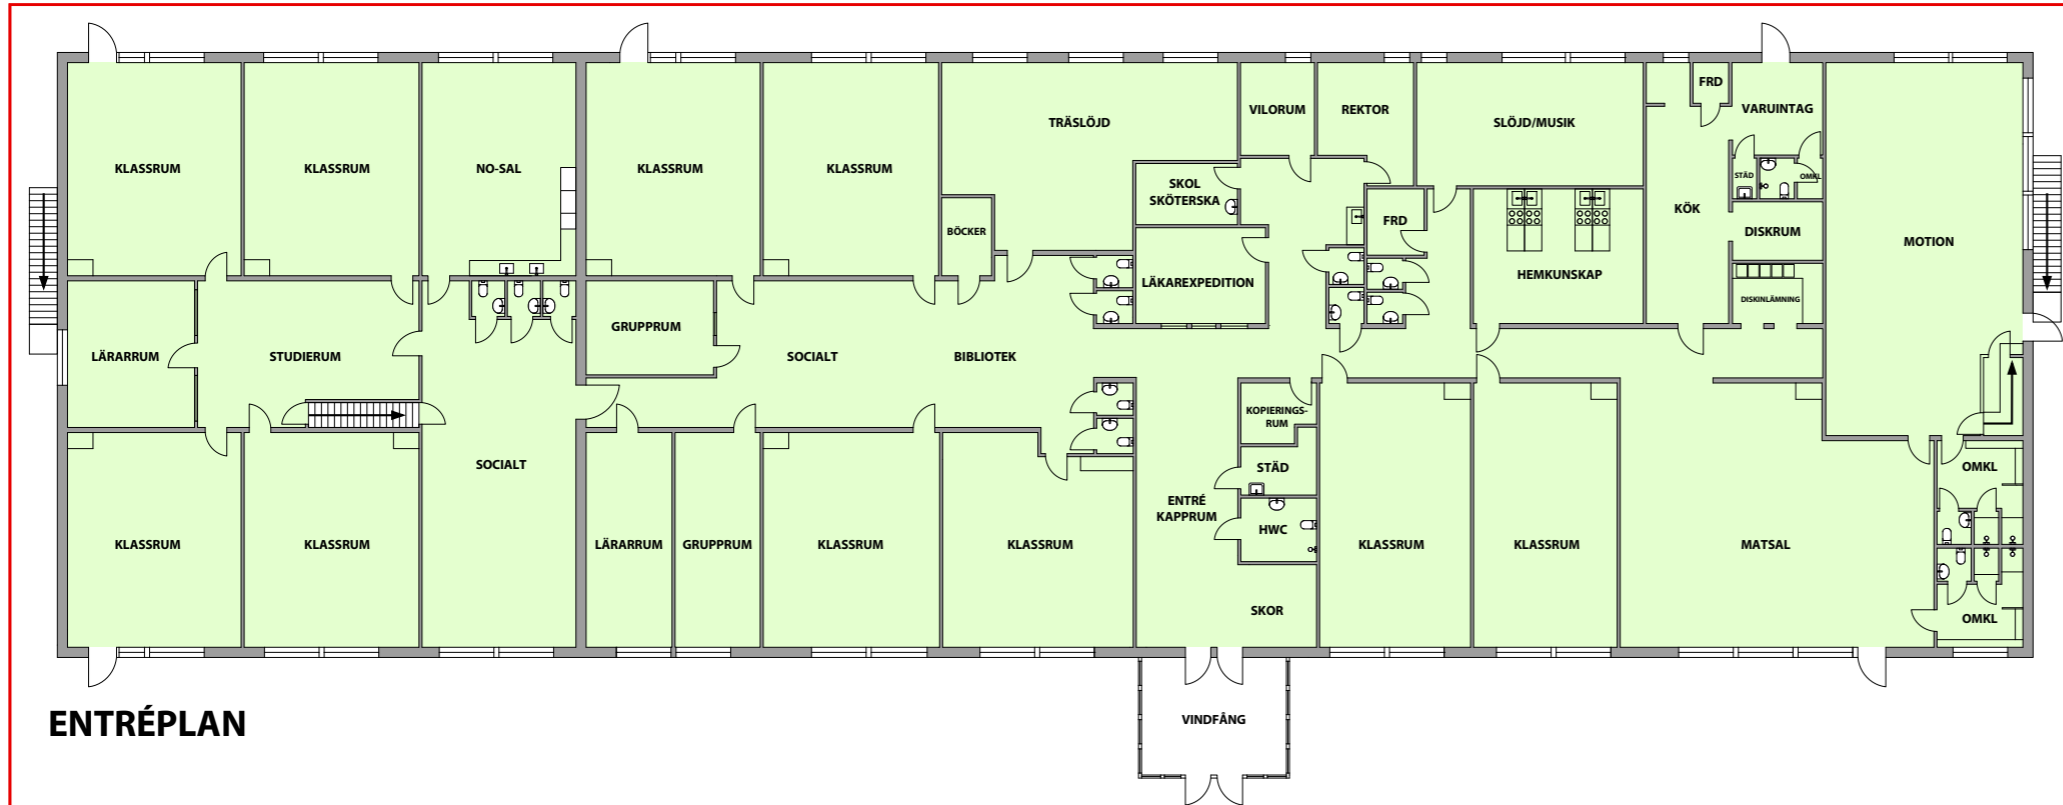 FRD
VILORUM
REKTOR
VARUINTAG
TRÄSLÖJD
SLÖJD/MUSIK
KLASSRUM
KLASSRUM
NO-SAL
KLASSRUM
KLASSRUM
STÄD
OMKL
SKOL
SKÖTERSKA
FRD
KÖK
BÖCKER
DISKRUM
MOTION
LÄKAREXPEDITION
HEMKUNSKAP
DISKINLÄMNING
GRUPPRUM
LÄRARRUM
STUDIERUM
SOCIALT
BIBLIOTEK
KOPIERINGS-
RUM
SOCIALT
STÄD
OMKL
ENTRÉ
KAPPRUM
HWC
KLASSRUM
KLASSRUM
LÄRARRUM
GRUPPRUM
KLASSRUM
KLASSRUM
KLASSRUM
KLASSRUM
MATSAL
SKOR
OMKL
ENTRÉPLAN
VINDFÅNG